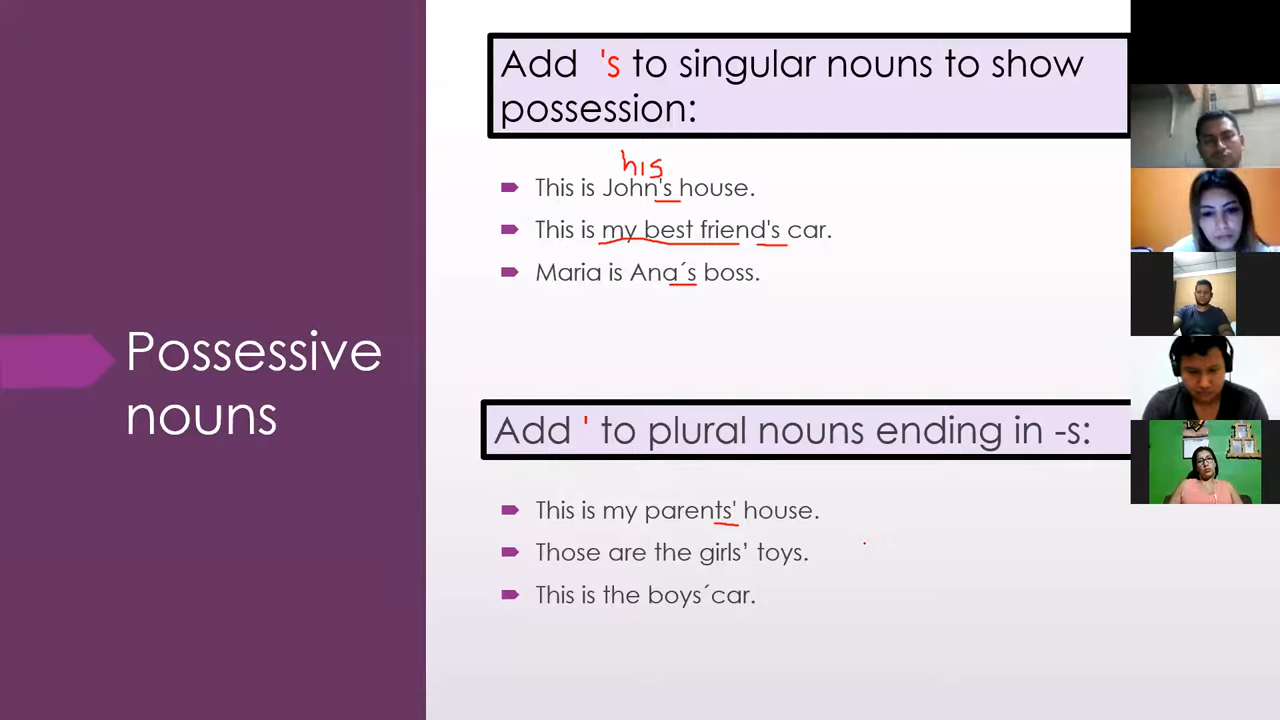 Possessive
nouns
Add 's to singular nouns to show
possession:
his
This is John's house.
This is my best friend's car.
Maria is Ana´s boss.
Add ' to plural nouns ending in -s:
This is my parents' house.
Those are the girls’ toys.
This is the boys´car.